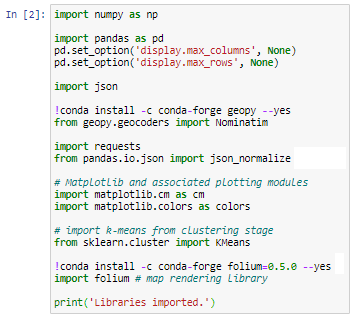 In [2]: import numpy as np
import pandas as pd
pd.set_option('display.max_columns', None)
pd.set_option('display.max_rows', None)
import json
!conda install -c conda-forge geopy --yes
from geopy.geocoders import Nominatim
import requests
from pandas.io.json import json_normalize
# Matplotlib and associated plotting modules
import matplotlib.cm as cm
import matplotlib.colors as colors
# import k-means from clustering stage
from sklearn.cluster import KMeans
!conda install -c conda-forge folium=0.5.0 --yes
import folium # map rendering library
print('Libraries imported.')